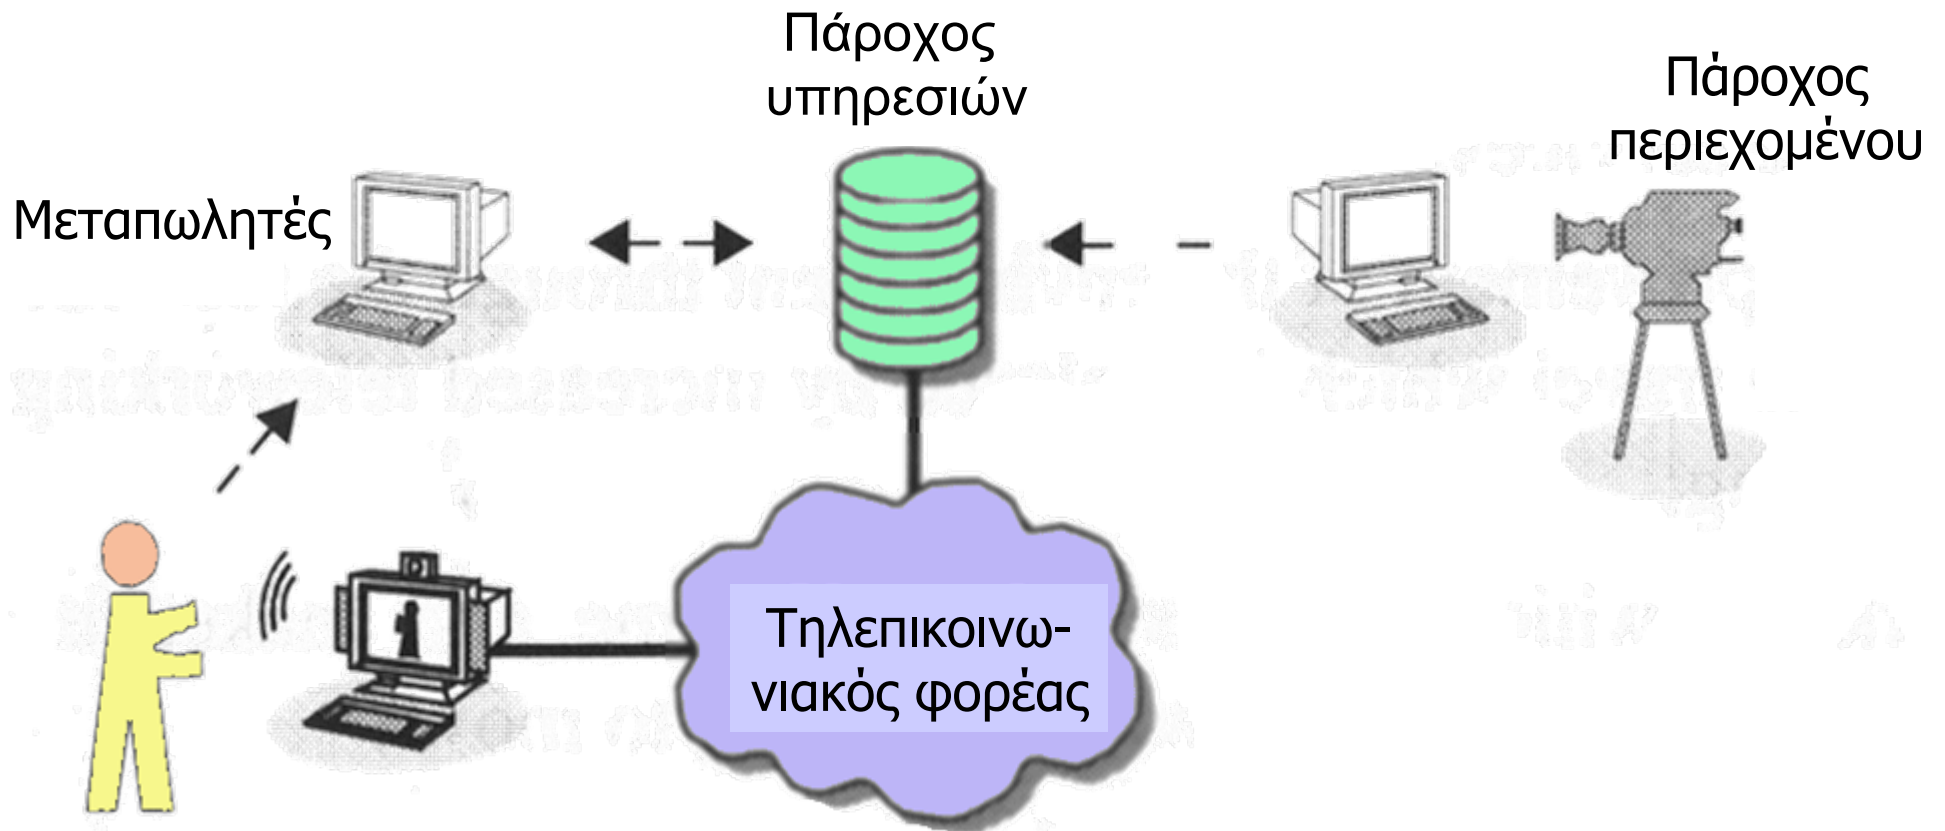 Πάροχος
υπηρεσιών
Πάροχος
περιεχομένου
Μεταπωλητές
Τηλεπικοινω-
νιακός φορέας